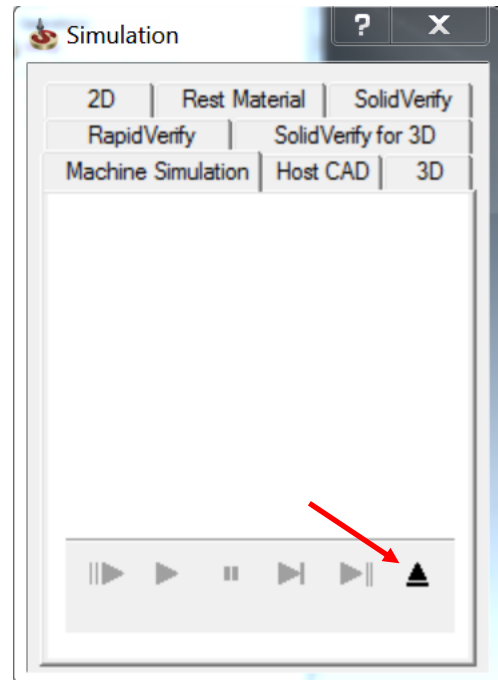 Simulation ? X
2D Rest Material SolidVerify
RapidVerify SolidVerify for 3D
Machine Simulation Host CAD 3D